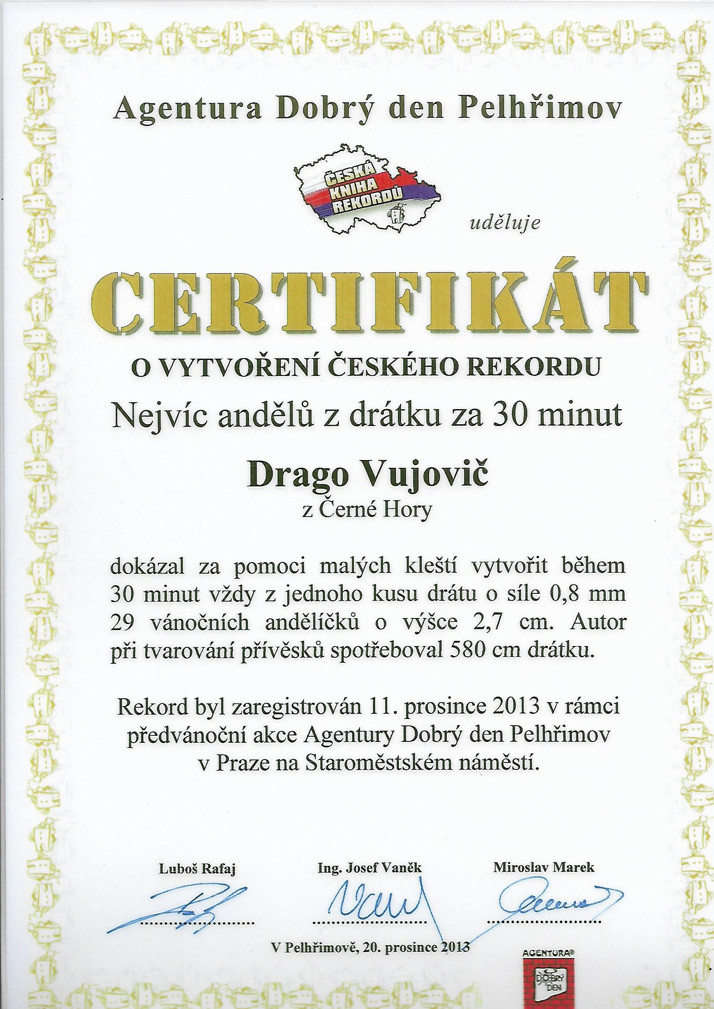 Agentura Dobrý den Pelhřimov
ČESKÁ
KNIHA
REKORDŮ
uděluje
CERTIFIKÁT
O VYTVOŘENÍ ČESKÉHO REKORDU
Nejvíc andělů z drátku za 30 minut
Drago Vujovič
z Černé Hory
dokázal za pomoci malých kleští vytvořit během
30 minut vždy z jednoho kusu drátu o síle 0,8 mm
29 vánočních andělíčků o výšce 2,7 cm. Autor
při tvarování přívěsků spotřeboval 580 cm drátku.
Rekord byl zaregistrován 11. prosince 2013 v rámci
předvánoční akce Agentury Dobrý den Pelhřimov
v Praze na Staroměstském náměstí.
Luboš Rafaj Ing. Josef Vaněk Miroslav Marek
V Pelhřimově, 20. prosince 2013
AGENTURA®
DOBRÝ
DEN